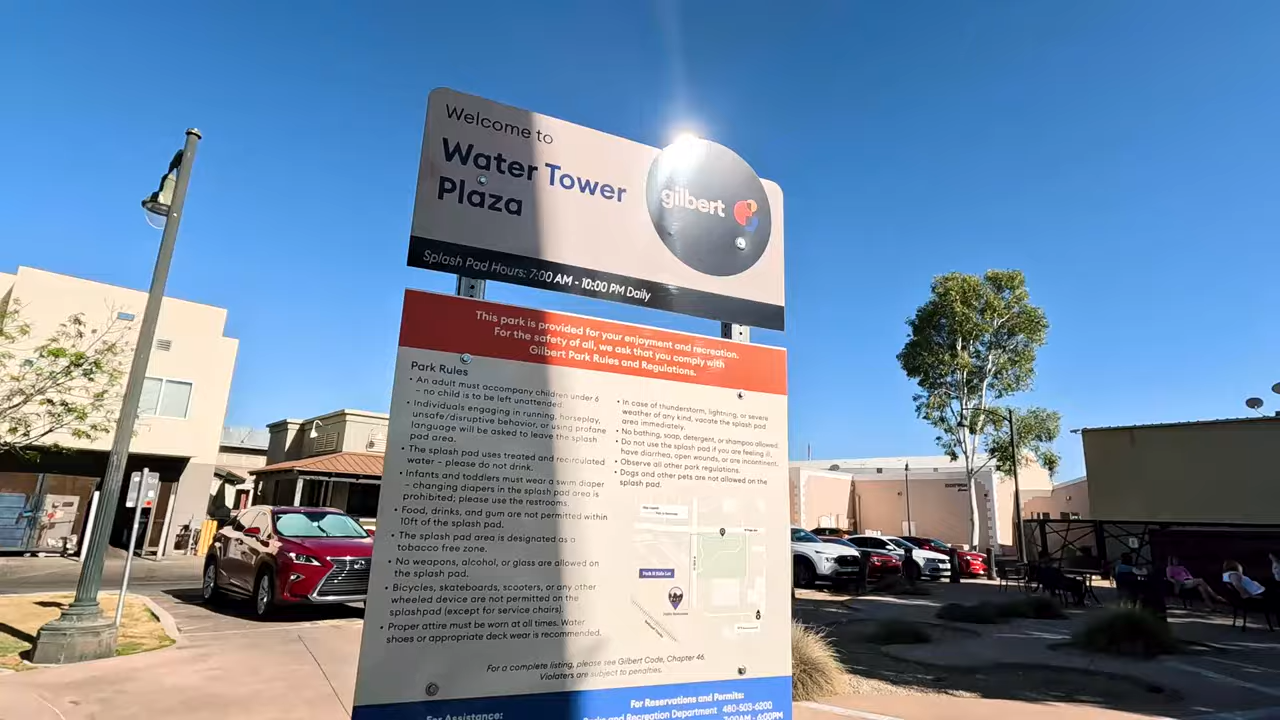 Welcome to
Water Tower
Plaza
gilbert
Splash Pad Hours: 7:00 AM - 10:00 PM Daily
This park is provided for your enjoyment and recreation.
For the safety of all, we ask that you comply with
Gilbert Park Rules and Regulations.
Park Rules
• An adult must accompany children under 6
– no child is to be left unattended.
• Individuals engaging in running, horseplay,
unsafe/disruptive behavior, or using profane
language will be asked to leave the splash
pad area.
• The splash pad uses treated and recirculated
water – please do not drink.
• Infants and toddlers must wear a swim diaper
– changing diapers in the splash pad area is
prohibited; please use the restrooms.
• Food, drinks, and gum are not permitted within
10ft of the splash pad.
• The splash pad area is designated as a
tobacco free zone.
• No weapons, alcohol, or glass are allowed on
the splash pad.
• Bicycles, skateboards, scooters, or any other
wheeled device are not permitted on the
splashpad (except for service chairs).
• Proper attire must be worn at all times. Water
shoes or appropriate deck wear is recommended.
• In case of thunderstorm, lightning, or severe
weather of any kind, vacate the splash pad
area immediately.
• No bathing, soap, detergent, or shampoo allowed.
• Do not use the splash pad if you are feeling ill,
have diarrhea, open wounds, or are incontinent.
• Observe all other park regulations.
• Dogs and other pets are not allowed on the
splash pad.
Park N Ride Lot
For a complete listing, please see Gilbert Code, Chapter 46.
Violaters are subject to penalties.
For Assistance:
For Reservations and Permits:
Parks and Recreation Department 480-503-6200
7:00AM - 6:00PM